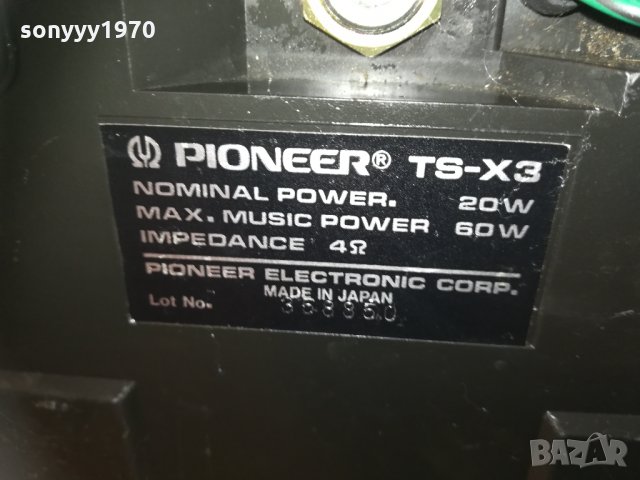 sonyyy1970
PIONEER® TS-X3
NOMINAL POWER. 20W
MAX. MUSIC POWER 60W
IMPEDANCE 4Ω
PIONEER ELECTRONIC CORP.
MADE IN JAPAN
Lot No.
BAZAR